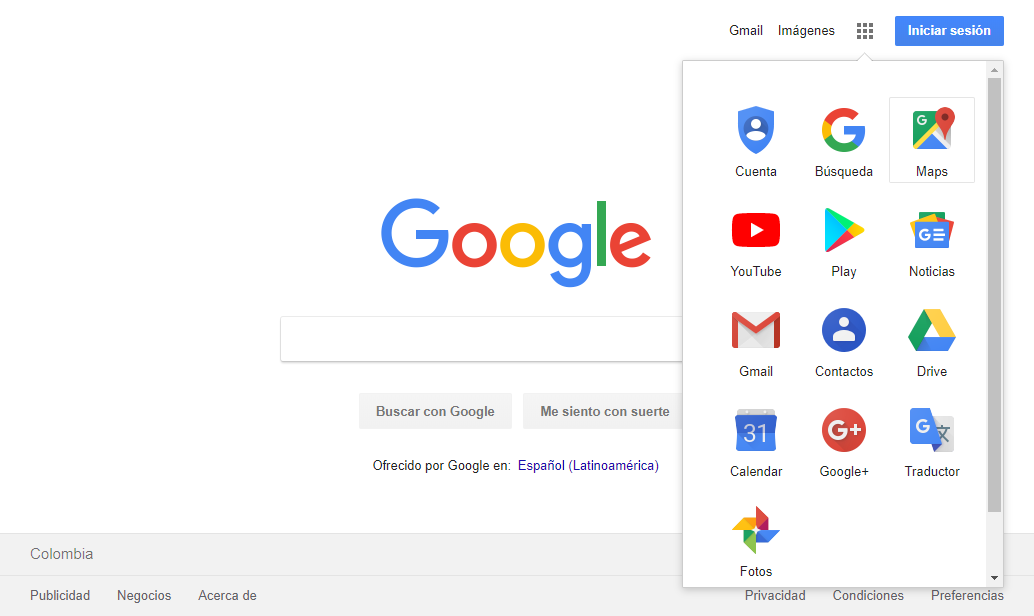 Gmail Imágenes Iniciar sesión
Cuenta Búsqueda Maps
YouTube Play Noticias
Gmail Contactos Drive
31
Calendar Google+ Traductor
Fotos
Google
Buscar con Google Me siento con suerte
Ofrecido por Google en: Español (Latinoamérica)
Colombia
Publicidad Negocios Acerca de Privacidad Condiciones Preferencias